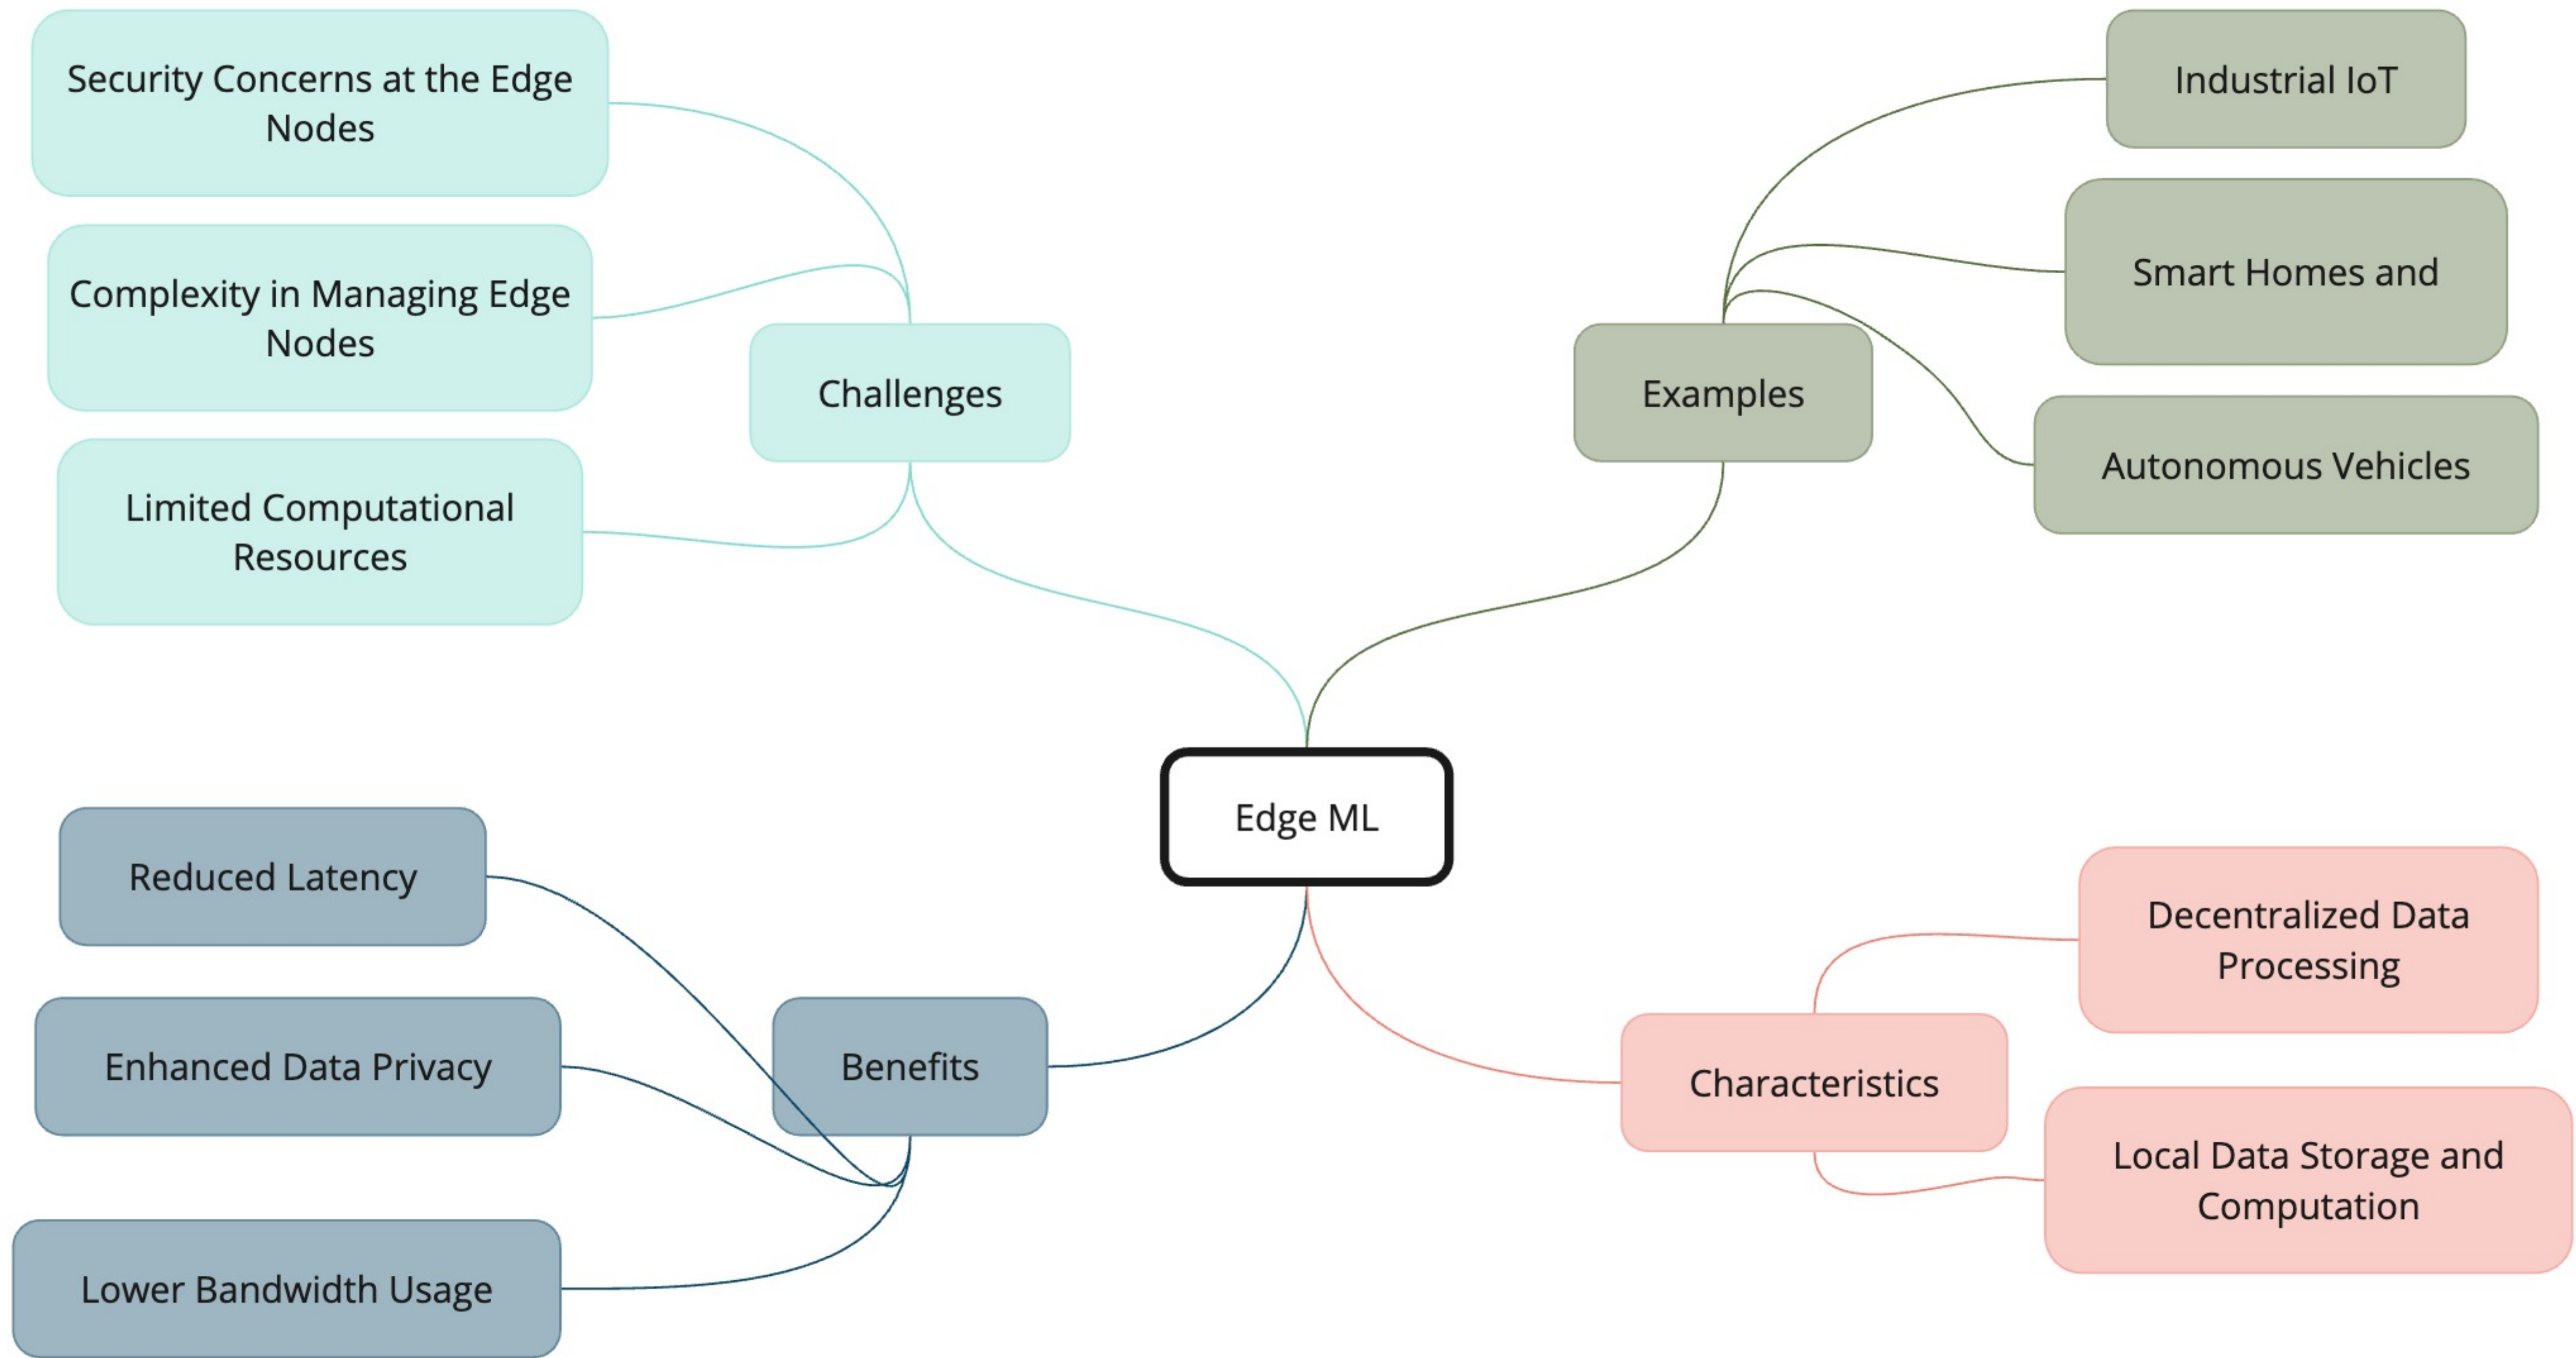 Security Concerns at the Edge
Nodes
Complexity in Managing Edge
Nodes
Limited Computational
Resources
Challenges
Industrial IoT
Smart Homes and
Autonomous Vehicles
Examples
Edge ML
Reduced Latency
Enhanced Data Privacy
Lower Bandwidth Usage
Benefits
Characteristics
Decentralized Data
Processing
Local Data Storage and
Computation